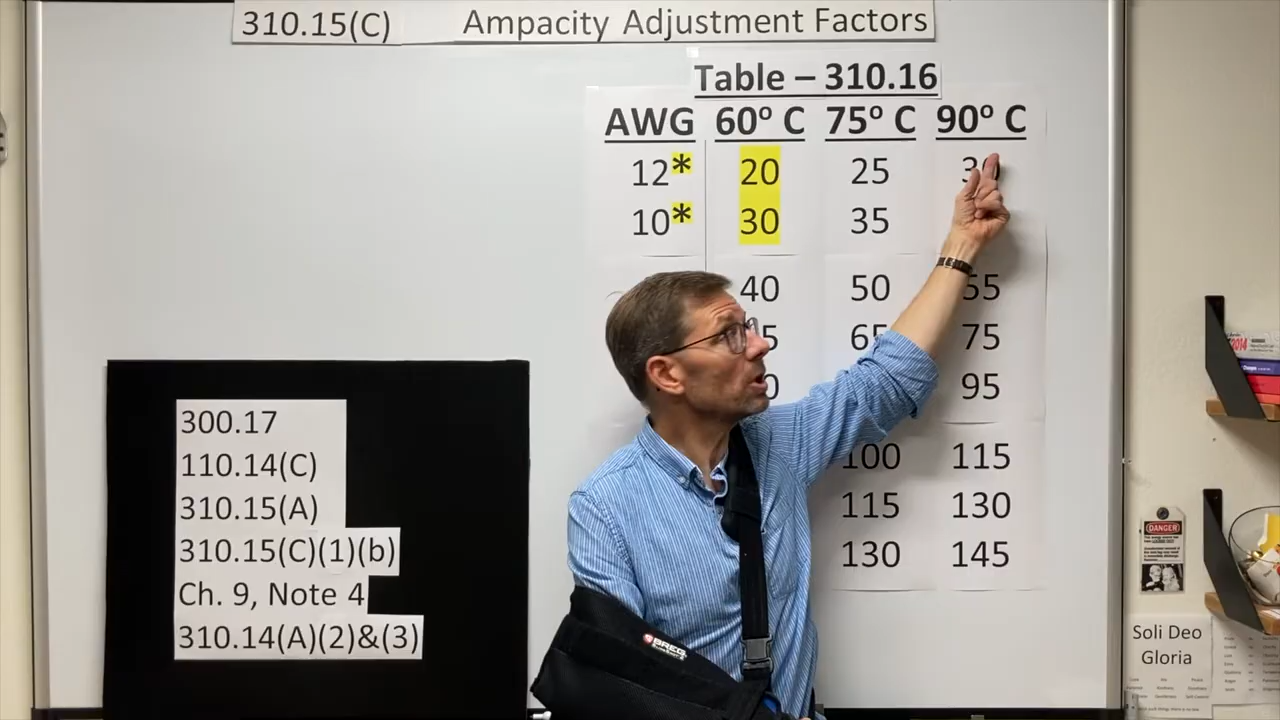 310.15(C) Ampacity Adjustment Factors
Table – 310.16
AWG 60º C 75º C 90º C
12* 20 25
10* 30 35
40 50 55
75
95
100 115
115 130
130 145
300.17
110.14(C)
310.15(A)
310.15(C)(1)(b)
Ch. 9, Note 4
310.14(A)(2)&(3)
BREG
2014
DANGER
Soli Deo
Gloria